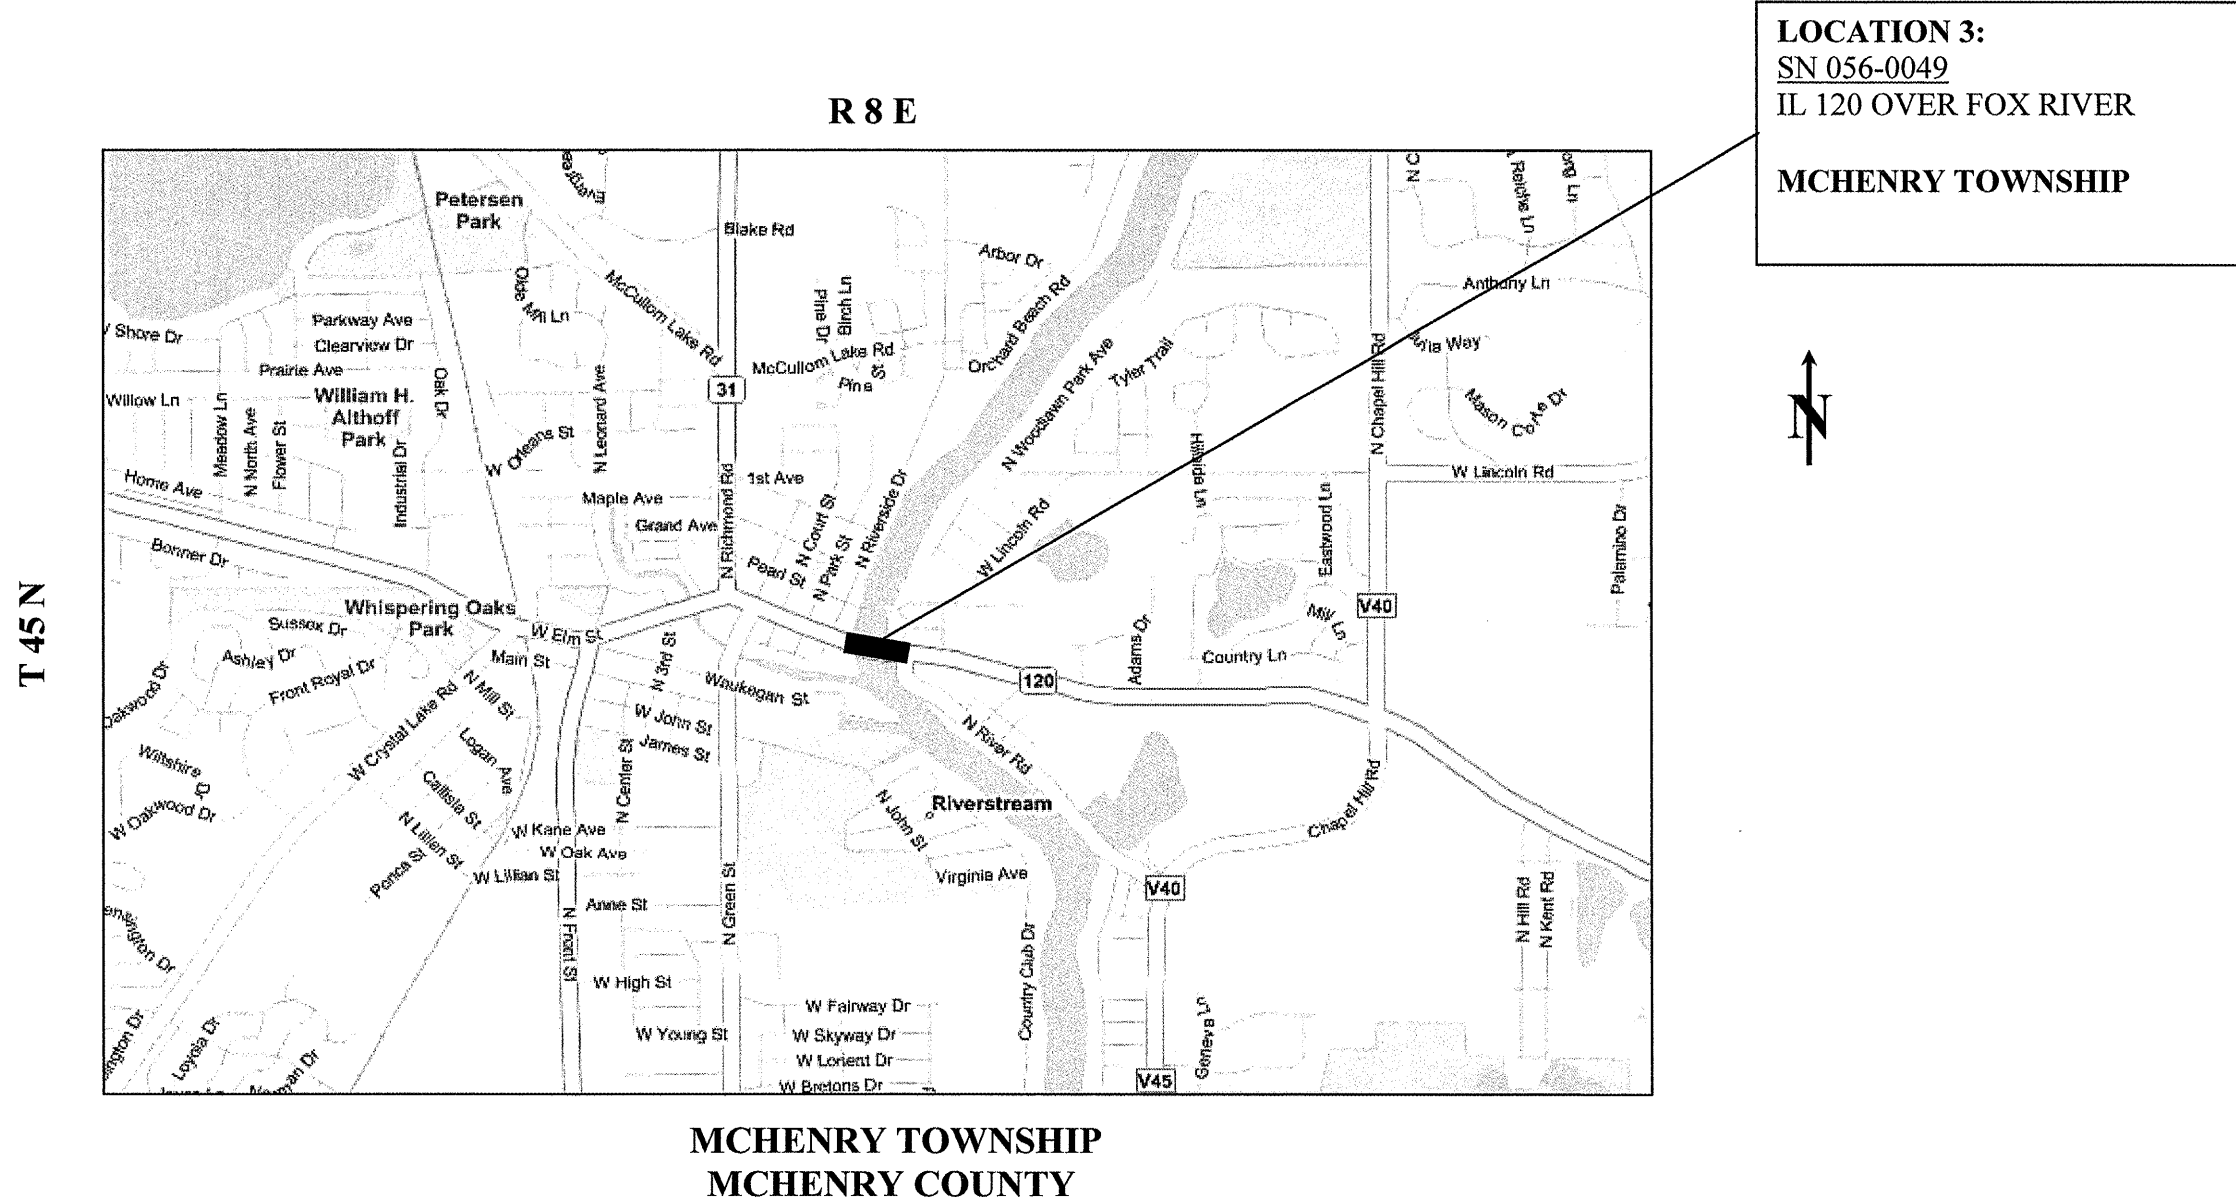 LOCATION 3:
SN 056-0049
IL 120 OVER FOX RIVER
MCHENRY TOWNSHIP
R 8 E
T 45 N
N
Petersen
Park
Blake Rd
Arbor Dr
N C
Anthony Ln
Olde
Mill Ln
McCullom Lake Rd
Pine Dr
Birch Ln
Orchard Beach Rd
W Shore Dr
Parkway Ave
Clearview Dr
Prairie Ave
Willow Ln
William H.
Althoff
Park
Oak Dr
N Leonard Ave
31
McCullom Lake Rd
Pine
St
N Woodlawn Park Ave
Tyler Trail
N Chapel Hill Rd
Mason
Dr
Meadow Ln
N North Ave
Flower St
Industrial Dr
W Orleans St
Home Ave
Maple Ave
Grand Ave
N Richmond Rd
1st Ave
N Court St
N Park St
N Riverside Dr
Pearl St
W Lincoln Rd
Hillside Ln
Eastwood Ln
W Lincoln Rd
Palamino Dr
Bonner Dr
Whispering Oaks
Park
Sussex Dr
Ashley Dr
Front Royal Dr
W Elm St
Main St
N 3rd St
Waukegan St
V40
Adams Dr
Country Ln
120
Oakwood Dr
Wiltshire
Dr
W Oakwood Dr
W Crystal Lake Rd
N Mill St
Logan Ave
N Lillian St
W John St
James St
N Center St
N River Rd
Riverstream
N John St
Virginia Ave
Chapel Hill Rd
V40
W Kane Ave
W Oak Ave
W Lillian St
Anne St
N Front St
N Green St
W High St
W Young St
W Fairway Dr
W Skyway Dr
W Lorient Dr
W Bretons Dr
Country Club Dr
Geneva Ln
V45
N Hill Rd
N Kent Rd
Loyola Dr
MCHENRY TOWNSHIP
MCHENRY COUNTY